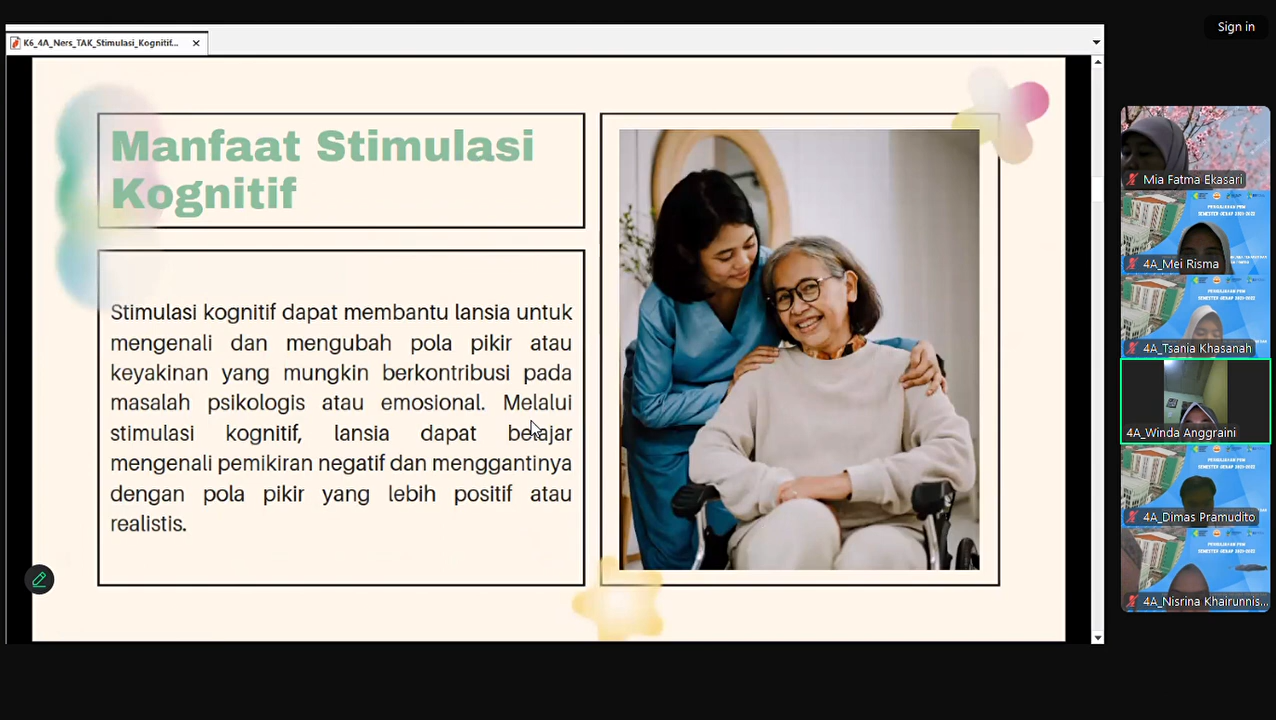 Sign in
K6_4A_Ners_TAK_Stimulasi_Kognitif...
Manfaat Stimulasi
Kognitif
Stimulasi kognitif dapat membantu lansia untuk
mengenali dan mengubah pola pikir atau
keyakinan yang mungkin berkontribusi pada
masalah psikologis atau emosional. Melalui
stimulasi kognitif, lansia dapat belajar
mengenali pemikiran negatif dan menggantinya
dengan pola pikir yang lebih positif atau
realistis.
Mia Fatma Ekasari
4A_Mei Risma
4A_Tsania Khasanah
4A_Winda Anggraini
4A_Dimas Pramudito
4A_Nisrina Khairunnis...